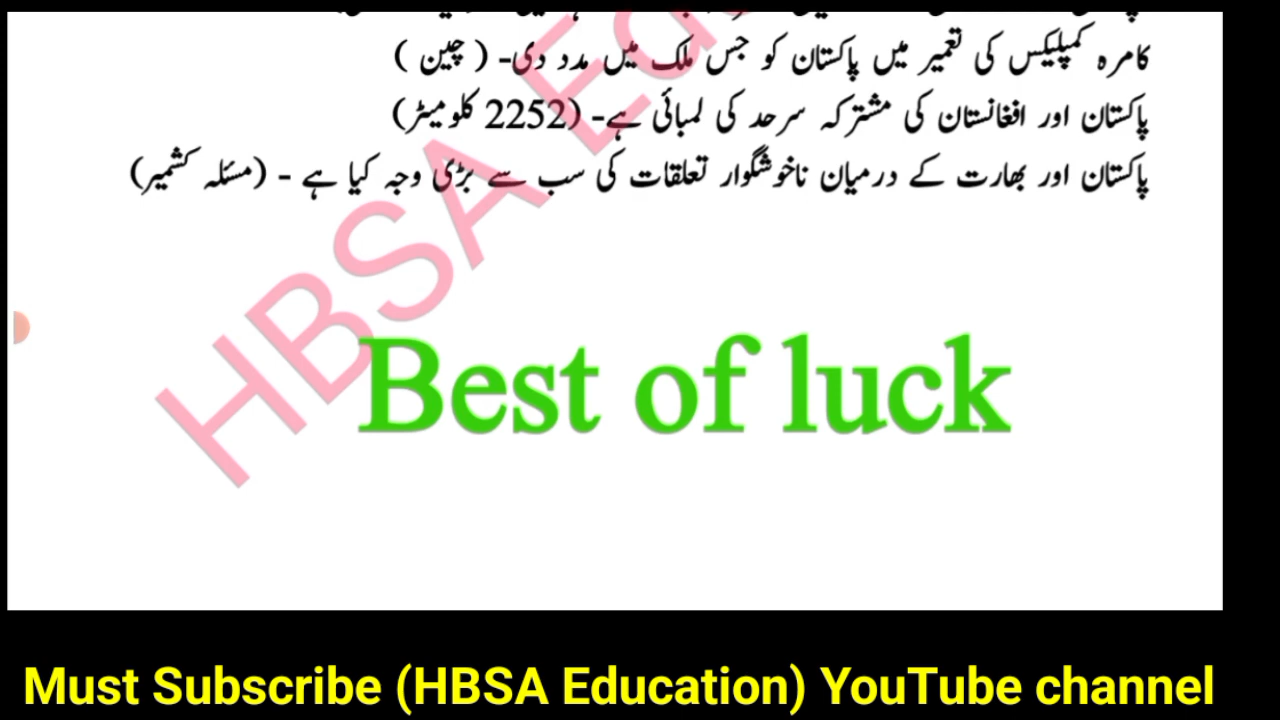 کامرہ کمپلیکس کی تعمیر میں پاکستان کو جس ملک میں مدد دی- ( چین )
پاکستان اور افغانستان کی مشترکہ سرحد کی لمبائی ہے- (2252 کلومیٹر)
پاکستان اور بھارت کے درمیان ناخوشگوار تعلقات کی سب سے بڑی وجہ کیا ہے - (مسئلہ کشمیر)
HBSA Ed
Best of luck
Must Subscribe (HBSA Education) YouTube channel